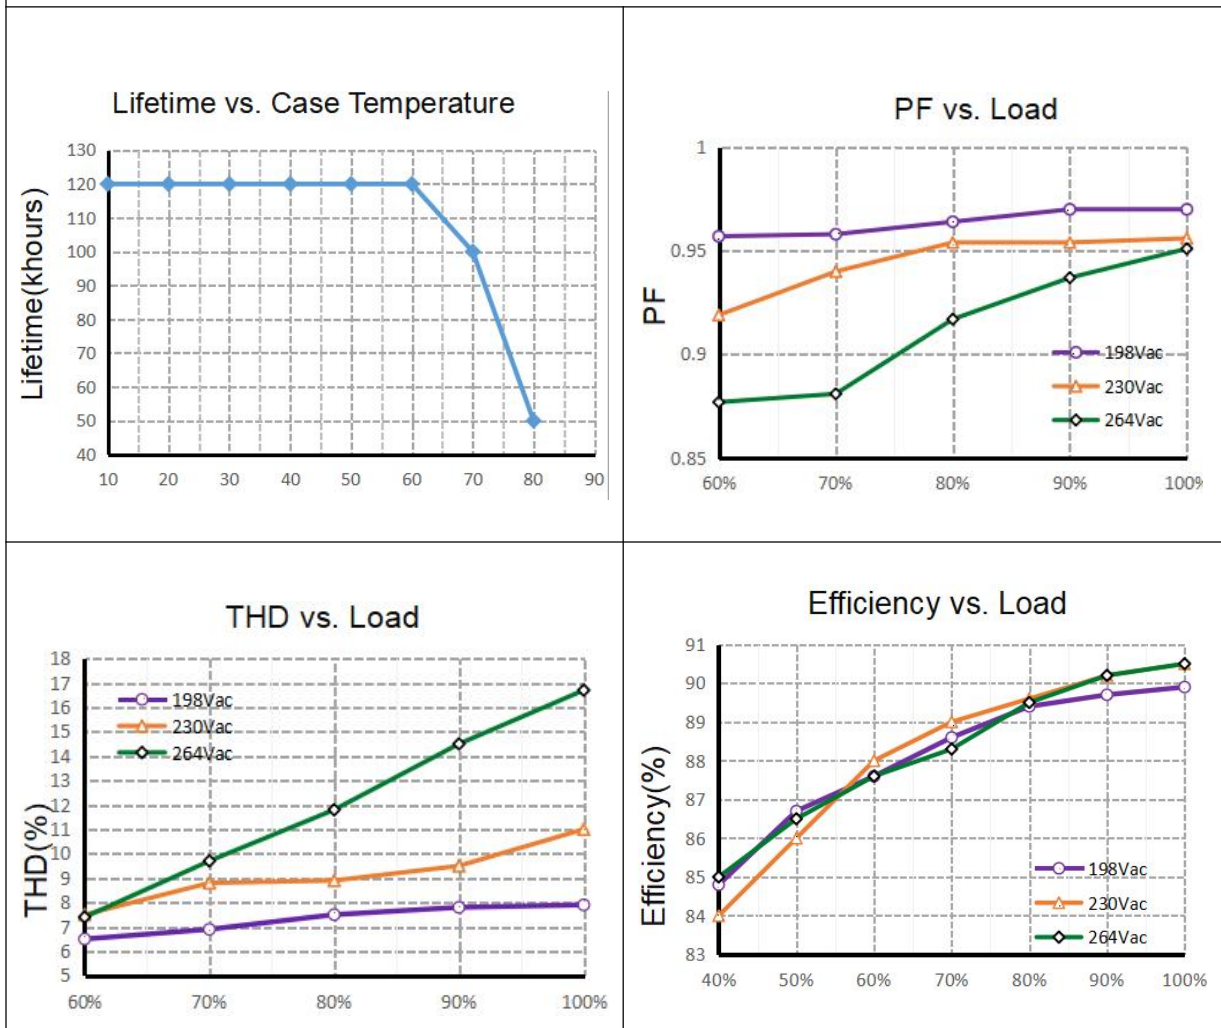 Lifetime vs. Case Temperature
Lifetime(khours)
130
120
110
100
90
80
70
60
50
40
10 20 30 40 50 60 70 80 90
PF vs. Load
PF
1
0.95
0.9
0.85
198Vac
230Vac
264Vac
60% 70% 80% 90% 100%
THD vs. Load
THD(%)
18
17
16
15
14
13
12
11
10
9
8
7
6
5
198Vac
230Vac
264Vac
60% 70% 80% 90% 100%
Efficiency vs. Load
Efficiency(%)
91
90
89
88
87
86
85
84
83
198Vac
230Vac
264Vac
40% 50% 60% 70% 80% 90% 100%